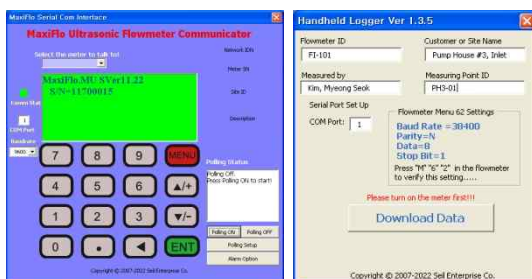 MaxiFlo Serial Com Interface
MaxiFlo Ultrasonic Flowmeter Communicator
Select the meter to talk to!
Network IDN
Meter SN
Site ID
Description
MaxiFlo.MU SVer11.22
S/N=11700015
Comm Stat
1
COM Port
Baudrate
9600
7
8
9
MENU
4
5
6
▲/+
1
2
3
▼/-
0
.
◀
ENT
Polling Status
Polling Off.
Press Polling ON to start!
Polling ON
Polling OFF
Polling Setup
Alarm Option
Copyright © 2007-2022 Seil Enterprise Co.
Handheld Logger Ver 1.3.5
Flowmeter ID
Customer or Site Name
FI-101
Pump House #3, Inlet
Measured by
Measuring Point ID
Kim, Myeong Seok
PH3-01
Serial Port Set Up
COM Port: 1
Flowmeter Menu 62 Settings
Baud Rate =38400
Parity=N
Data=8
Stop Bit=1
Press "M" "6" "2" in the flowmeter
to verify this setting.....
Please turn on the meter first!!!
Download Data
Copyright © 2007-2022 Seil Enterprise Co.